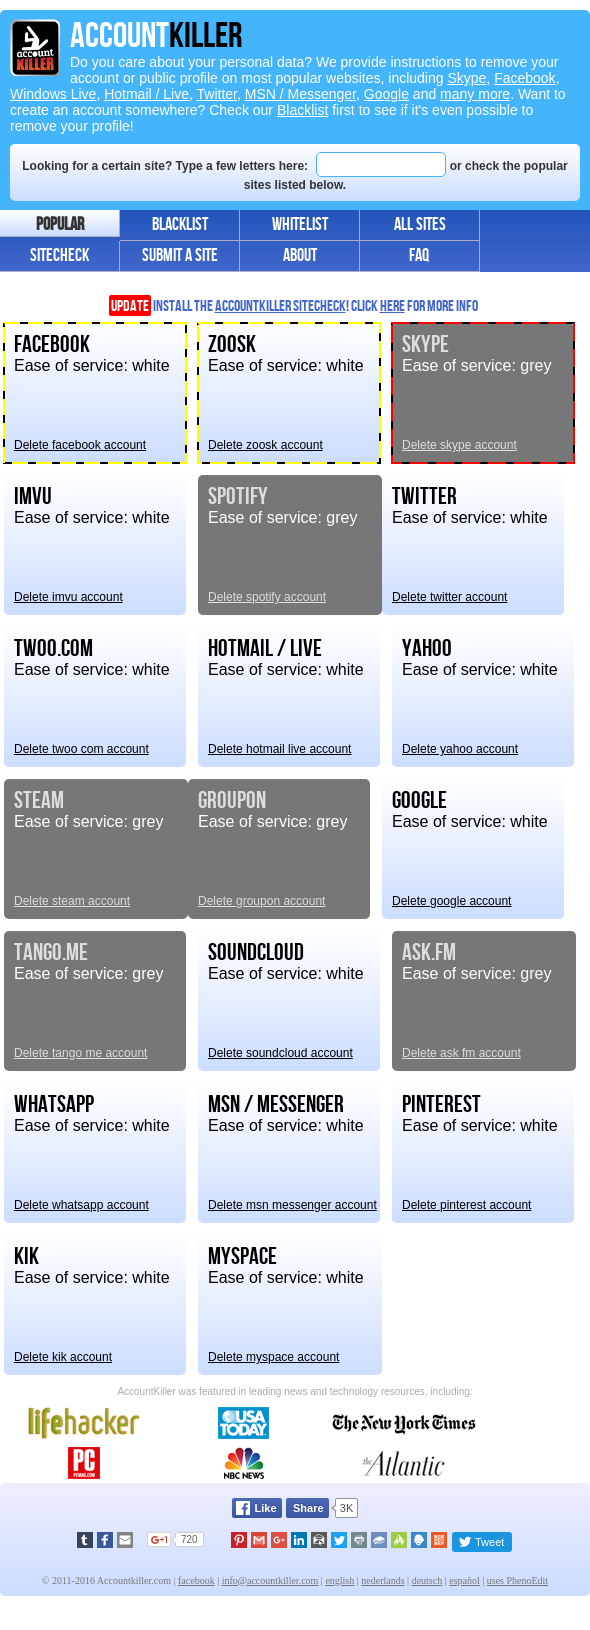 ACCOUNTKILLER
account KILLER
Do you care about your personal data? We provide instructions to remove your
account or public profile on most popular websites, including Skype, Facebook,
Windows Live, Hotmail / Live, Twitter, MSN / Messenger, Google and many more. Want to
create an account somewhere? Check our Blacklist first to see if it's even possible to
remove your profile!
Looking for a certain site? Type a few letters here: or check the popular
sites listed below.
POPULAR BLACKLIST WHITELIST ALL SITES
SITECHECK SUBMIT A SITE ABOUT FAQ
UPDATE INSTALL THE ACCOUNTKILLER SITECHECK! CLICK HERE FOR MORE INFO
FACEBOOK ZOOSK SKYPE
Ease of service: white Ease of service: white Ease of service: grey
Delete facebook account Delete zoosk account Delete skype account
IMVU SPOTIFY TWITTER
Ease of service: white Ease of service: grey Ease of service: white
Delete imvu account Delete spotify account Delete twitter account
TWOO.COM HOTMAIL / LIVE YAHOO
Ease of service: white Ease of service: white Ease of service: white
Delete twoo com account Delete hotmail live account Delete yahoo account
STEAM GROUPON GOOGLE
Ease of service: grey Ease of service: grey Ease of service: white
Delete steam account Delete groupon account Delete google account
TANGO.ME SOUNDCLOUD ASK.FM
Ease of service: grey Ease of service: white Ease of service: grey
Delete tango me account Delete soundcloud account Delete ask fm account
WHATSAPP MSN / MESSENGER PINTEREST
Ease of service: white Ease of service: white Ease of service: white
Delete whatsapp account Delete msn messenger account Delete pinterest account
KIK MYSPACE
Ease of service: white Ease of service: white
Delete kik account Delete myspace account
AccountKiller was featured in leading news and technology resources, including:
lifehacker USA TODAY The New York Times
PC PCMAG.COM NBC NEWS the Atlantic
Like Share 3K
+1 720 Tweet
© 2011-2016 Accountkiller.com | facebook | info@accountkiller.com | english | nederlands | deutsch | español | uses PhenoEdit